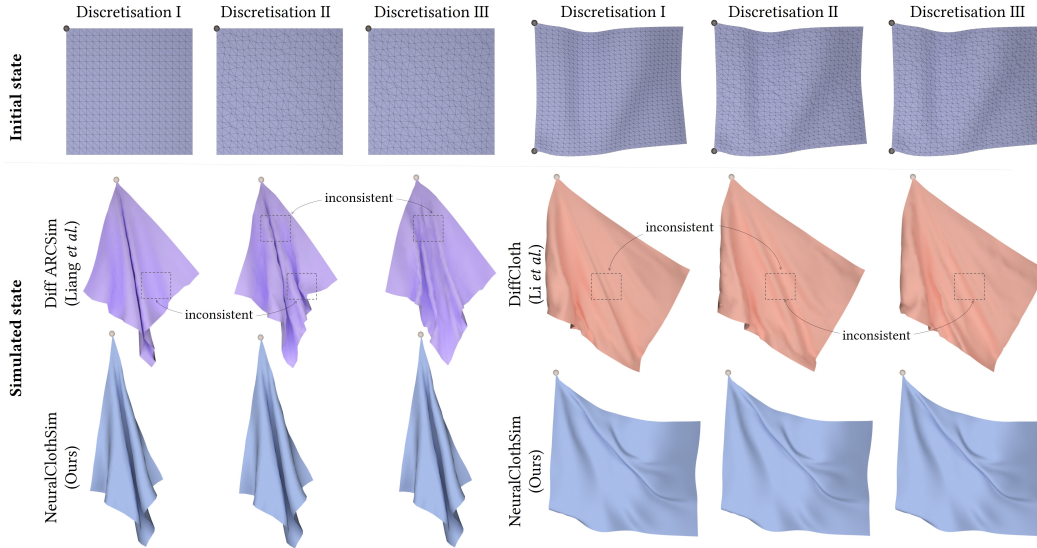 Discretisation I
Discretisation II
Discretisation III
Discretisation I
Discretisation II
Discretisation III
Initial state
Simulated state
Diff ARCSim
(Liang et al.)
inconsistent
inconsistent
DiffCloth
(Li et al.)
inconsistent
inconsistent
NeuralClothSim
(Ours)
NeuralClothSim
(Ours)